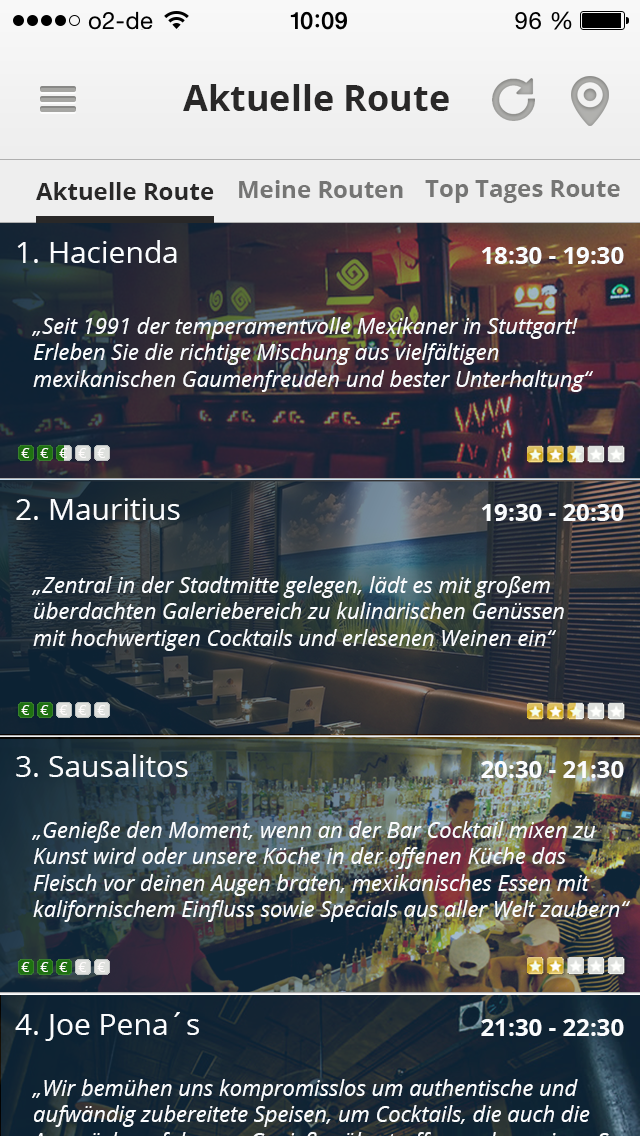 o2-de 10:09 96 %
Aktuelle Route
Aktuelle Route Meine Routen Top Tages Route
1. Hacienda 18:30 - 19:30
„Seit 1991 der temperamentvolle Mexikaner in Stuttgart!
Erleben Sie die richtige Mischung aus vielfältigen
mexikanischen Gaumenfreuden und bester Unterhaltung“
€ € € € €
2. Mauritius 19:30 - 20:30
„Zentral in der Stadtmitte gelegen, lädt es mit großem
überdachten Galeriebereich zu kulinarischen Genüssen
mit hochwertigen Cocktails und erlesenen Weinen ein“
€ € € € €
3. Sausalitos 20:30 - 21:30
„Genieße den Moment, wenn an der Bar Cocktail mixen zu
Kunst wird oder unsere Köche in der offenen Küche das
Fleisch vor deinen Augen braten, mexikanisches Essen mit
kalifornischem Einfluss sowie Specials aus aller Welt zaubern“
€ € € € €
4. Joe Pena´s 21:30 - 22:30
„Wir bemühen uns kompromisslos um authentische und
aufwändig zubereitete Speisen, um Cocktails, die auch die